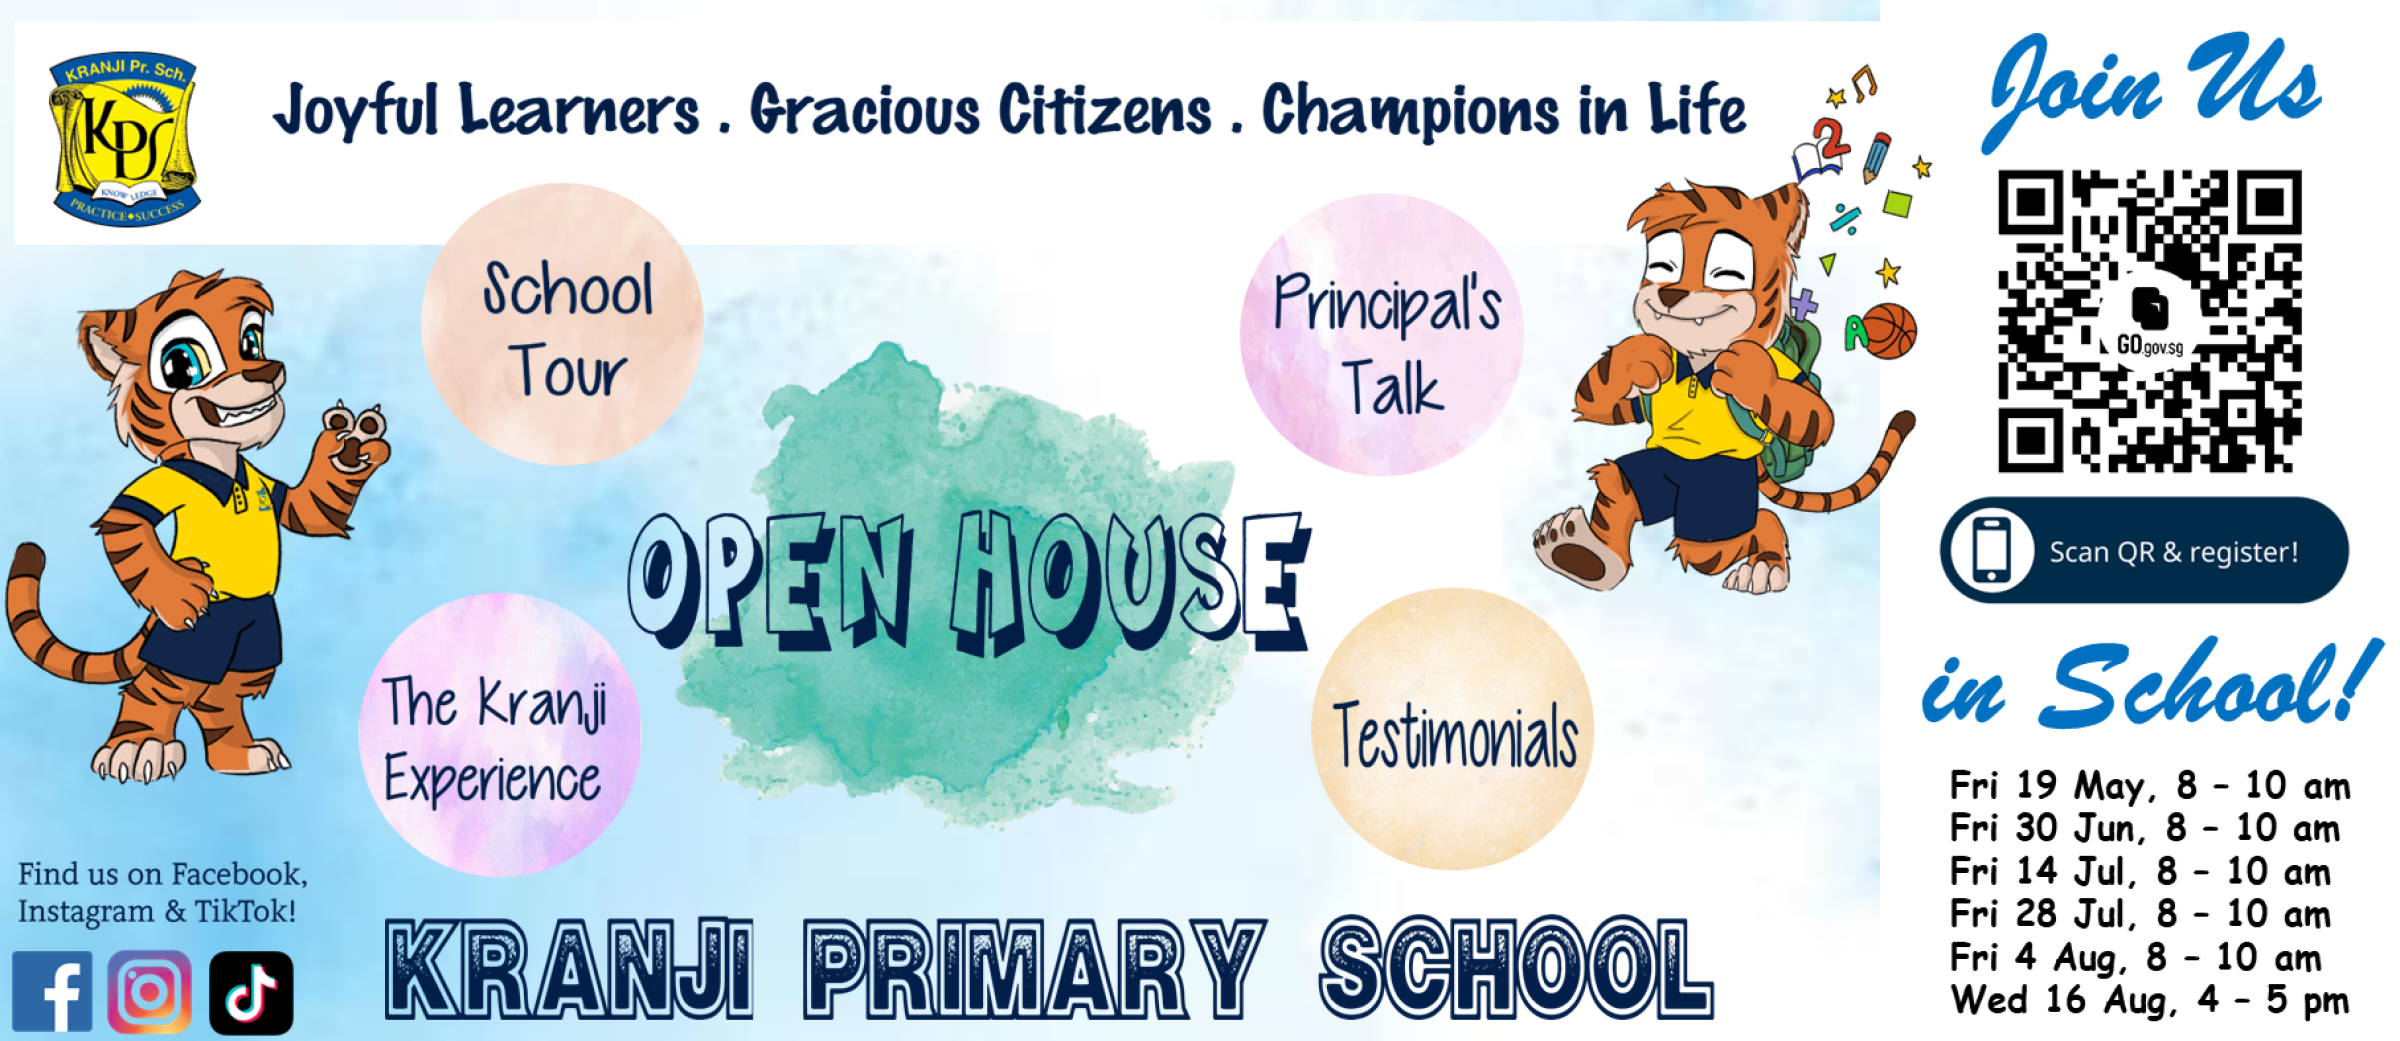 KRANJI Pr. Sch.
KPS
KNOWLEDGE
PRACTICE◆SUCCESS
Joyful Learners . Gracious Citizens . Champions in Life
School
Tour
Principal's
Talk
2
A
OPEN HOUSE
The Kranji
Experience
Testimonials
Find us on Facebook,
Instagram & TikTok!
KRANJI PRIMARY SCHOOL
Join Us
GO.gov.sg
Scan QR & register!
in School!
Fri 19 May, 8 – 10 am
Fri 30 Jun, 8 – 10 am
Fri 14 Jul, 8 – 10 am
Fri 28 Jul, 8 – 10 am
Fri 4 Aug, 8 – 10 am
Wed 16 Aug, 4 – 5 pm